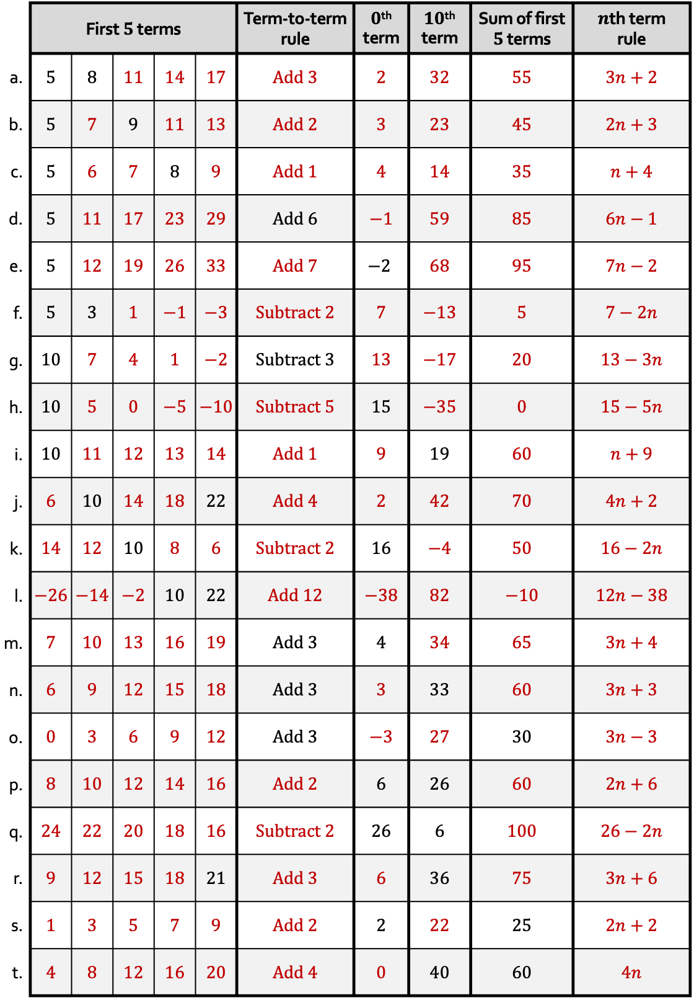 First 5 terms Term-to-term rule 0th term 10th term Sum of first 5 terms nth term rule
a. 5 8 11 14 17 Add 3 2 32 55 3n + 2
b. 5 7 9 11 13 Add 2 3 23 45 2n + 3
c. 5 6 7 8 9 Add 1 4 14 35 n + 4
d. 5 11 17 23 29 Add 6 −1 59 85 6n − 1
e. 5 12 19 26 33 Add 7 −2 68 95 7n − 2
f. 5 3 1 −1 −3 Subtract 2 7 −13 5 7 − 2n
g. 10 7 4 1 −2 Subtract 3 13 −17 20 13 − 3n
h. 10 5 0 −5 −10 Subtract 5 15 −35 0 15 − 5n
i. 10 11 12 13 14 Add 1 9 19 60 n + 9
j. 6 10 14 18 22 Add 4 2 42 70 4n + 2
k. 14 12 10 8 6 Subtract 2 16 −4 50 16 − 2n
l. −26 −14 −2 10 22 Add 12 −38 82 −10 12n − 38
m. 7 10 13 16 19 Add 3 4 34 65 3n + 4
n. 6 9 12 15 18 Add 3 3 33 60 3n + 3
o. 0 3 6 9 12 Add 3 −3 27 30 3n − 3
p. 8 10 12 14 16 Add 2 6 26 60 2n + 6
q. 24 22 20 18 16 Subtract 2 26 6 100 26 − 2n
r. 9 12 15 18 21 Add 3 6 36 75 3n + 6
s. 1 3 5 7 9 Add 2 2 22 25 2n + 2
t. 4 8 12 16 20 Add 4 0 40 60 4n